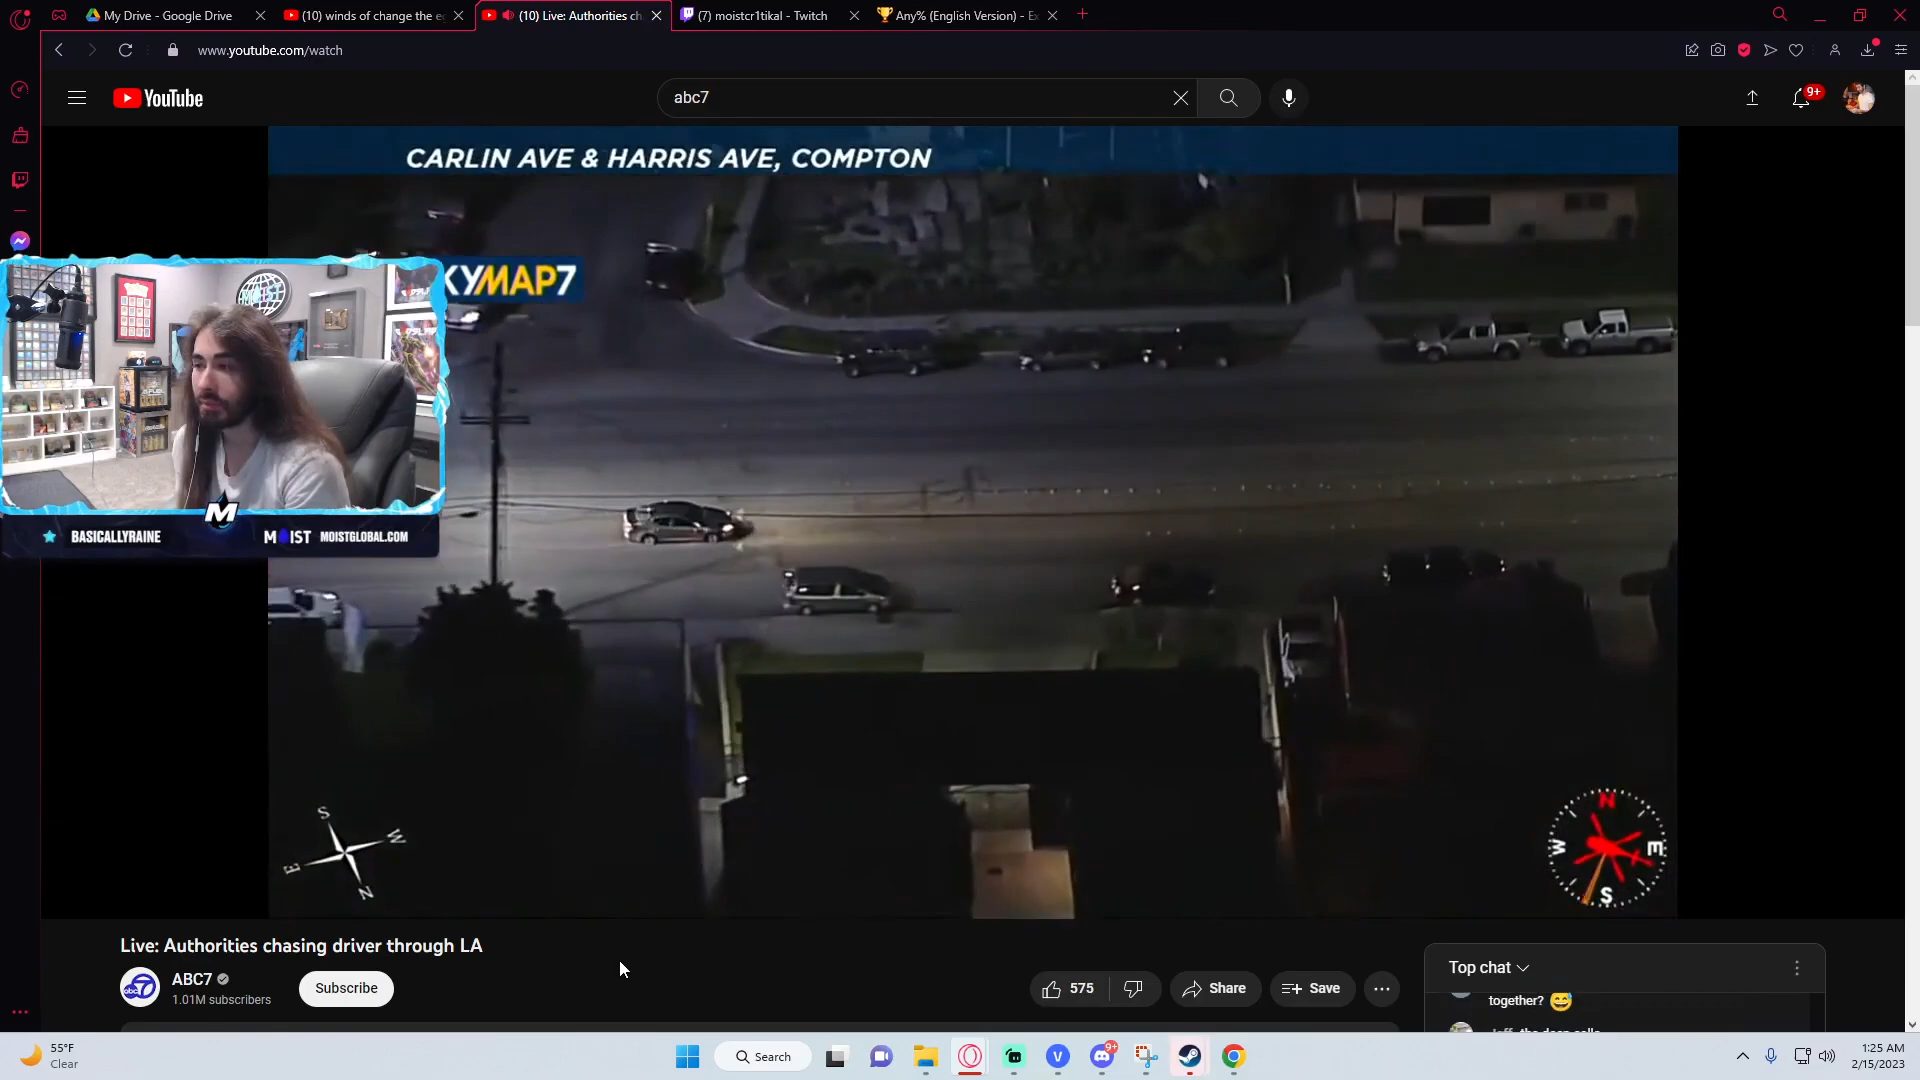 My Drive - Google Drive
(10) winds of change the e
(10) Live: Authorities ch
(7) moistcr1tikal - Twitch
Any% (English Version) - E
www.youtube.com/watch
YouTube
abc7
9+
CARLIN AVE & HARRIS AVE, COMPTON
KYMAP7
MOIST
M
BASICALLYRAINE
MOIST
MOISTGLOBAL.COM
S
W
E
N
N
W
E
S
Live: Authorities chasing driver through LA
ABC7
1.01M subscribers
Subscribe
575
Share
Save
...
Top chat
together?
55°F
Clear
Search
V
9+
1:25 AM
2/15/2023